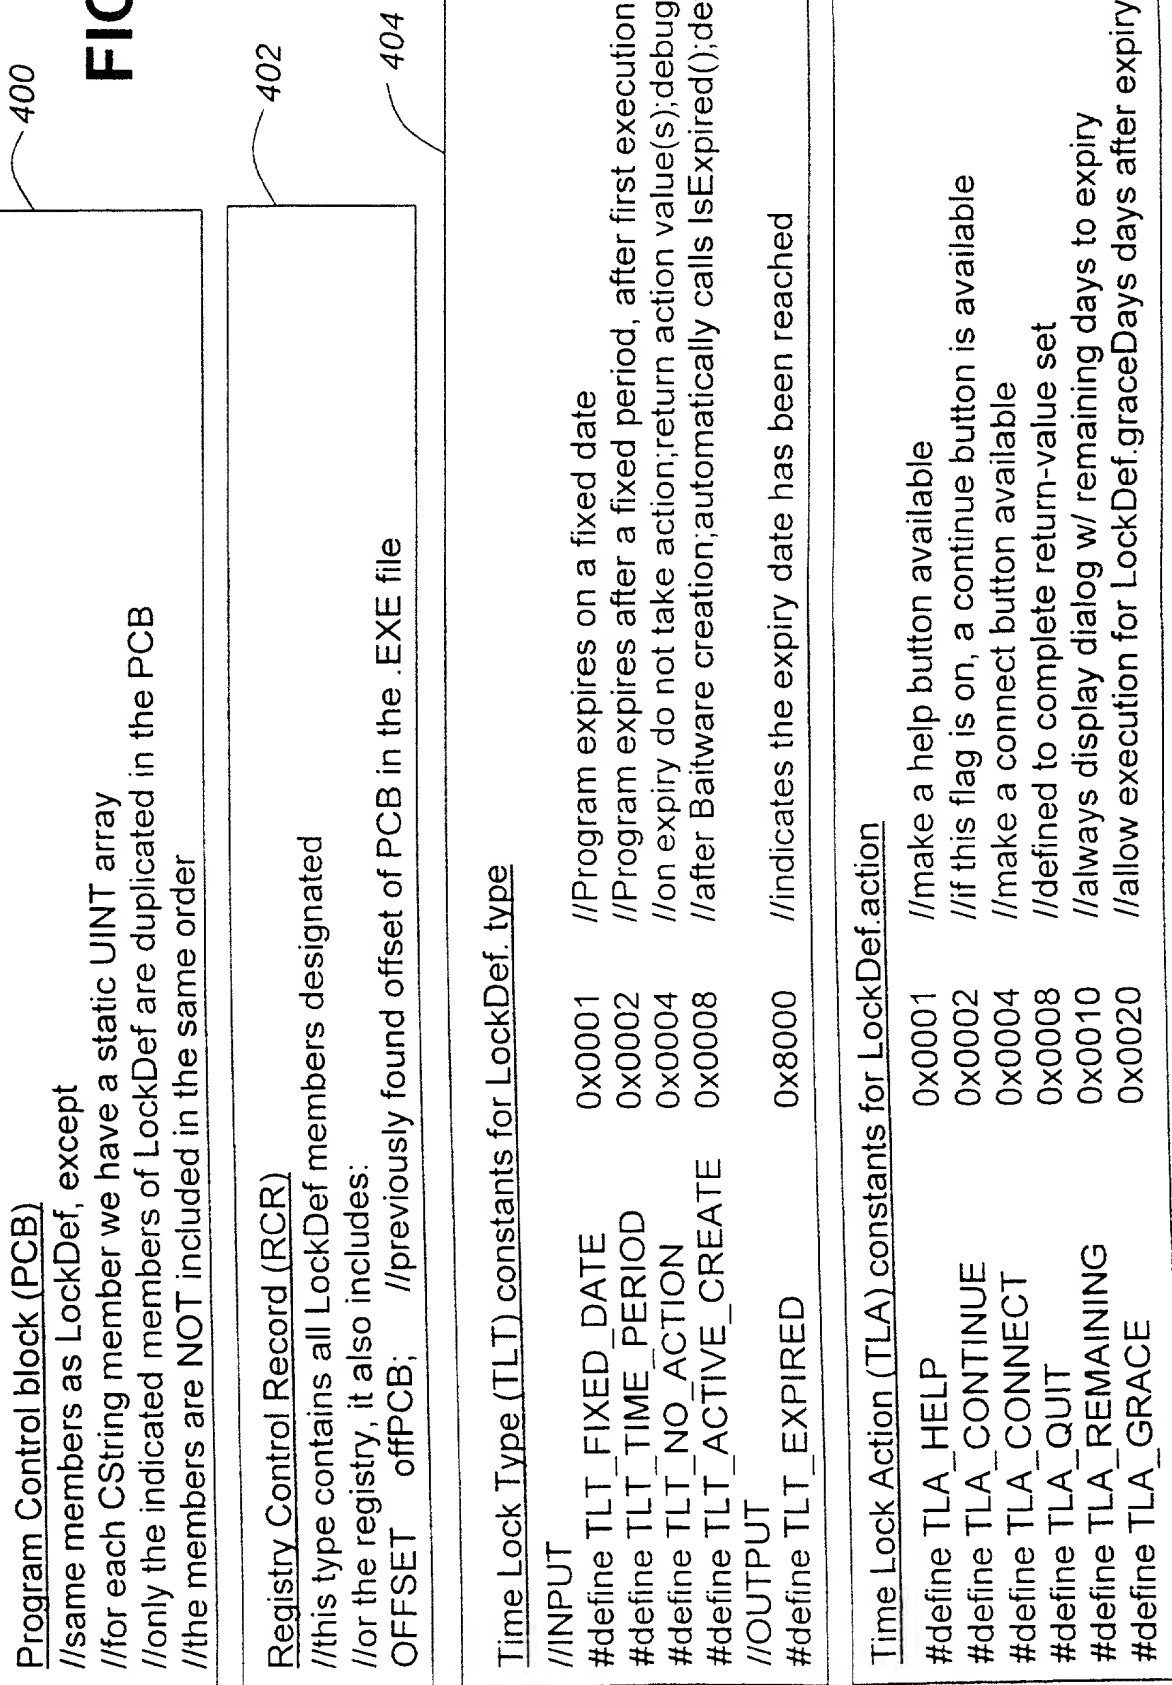 Program Control block (PCB)
//same members as LockDef, except
//for each CString member we have a static UINT array
//only the indicated members of LockDef are duplicated in the PCB
//the members are NOT included in the same order
400
FIG
Registry Control Record (RCR)
//this type contains all LockDef members designated
//or the registry, it also includes:
OFFSET offPCB; //previously found offset of PCB in the .EXE file
402
404
Time Lock Type (TLT) constants for LockDef. type
//INPUT
#define TLT_FIXED_DATE 0x0001 //Program expires on a fixed date
#define TLT_TIME_PERIOD 0x0002 //Program expires after a fixed period, after first execution
#define TLT_NO_ACTION 0x0004 //on expiry do not take action;return action value(s);debug
#define TLT_ACTIVE_CREATE 0x0008 //after Baitware creation;automatically calls IsExpired();de
//OUTPUT
#define TLT_EXPIRED 0x8000 //indicates the expiry date has been reached
Time Lock Action (TLA) constants for LockDef.action
#define TLA_HELP 0x0001 //make a help button available
#define TLA_CONTINUE 0x0002 //if this flag is on, a continue button is available
#define TLA_CONNECT 0x0004 //make a connect button available
#define TLA_QUIT 0x0008 //defined to complete return-value set
#define TLA_REMAINING 0x0010 //always display dialog w/ remaining days to expiry
#define TLA_GRACE 0x0020 //allow execution for LockDef.graceDays days after expiry